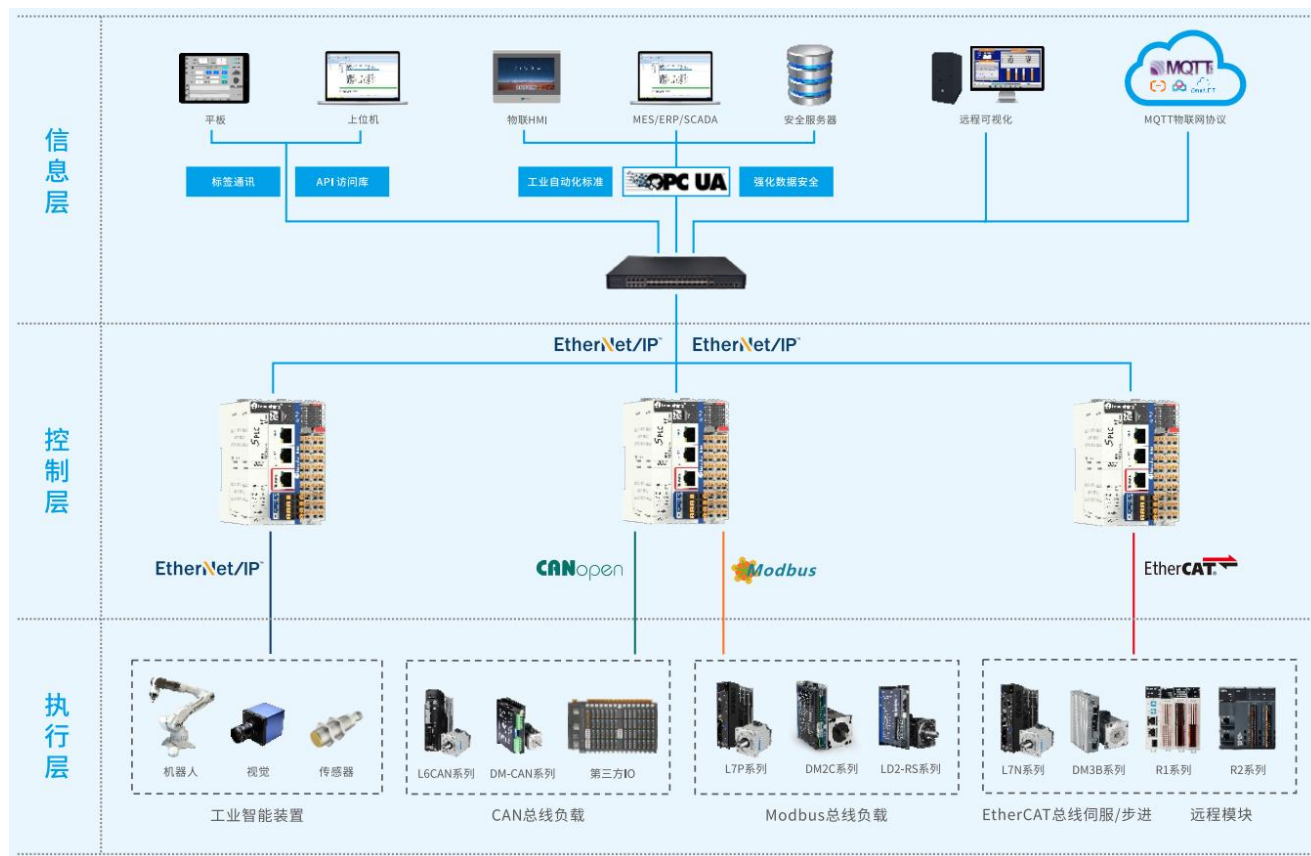 信息层
平板
上位机
物联HMI
MES/ERP/SCADA
安全服务器
远程可视化
MQTT
MQTT物联网协议
标签通讯
API 访问库
工业自动化标准
OPC UA
强化数据安全
控制层
EtherNet/IP™
EtherNet/IP™
EtherNet/IP™
CANopen
Modbus
EtherCAT
执行层
机器人
视觉
传感器
工业智能装置
L6CAN系列
DM-CAN系列
第三方IO
CAN总线负载
L7P系列
DM2C系列
LD2-RS系列
Modbus总线负载
L7N系列
DM3B系列
R1系列
R2系列
EtherCAT总线伺服/步进
远程模块